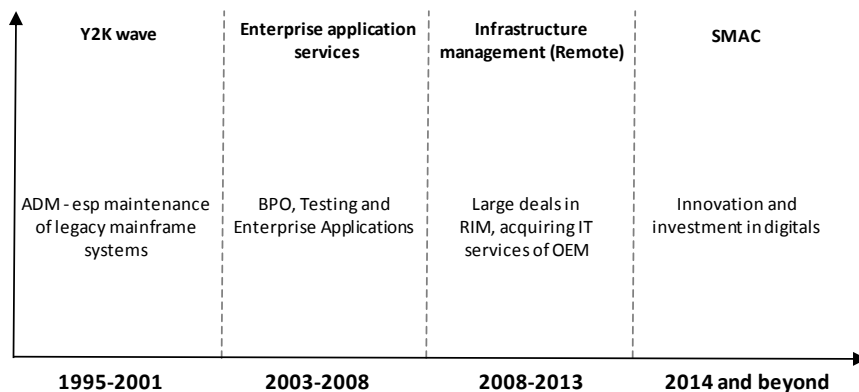 Y2K wave
Enterprise application
services
Infrastructure
management (Remote)
SMAC
ADM - esp maintenance
of legacy mainframe
systems
BPO, Testing and
Enterprise Applications
Large deals in
RIM, acquiring IT
services of OEM
Innovation and
investment in digitals
1995-2001
2003-2008
2008-2013
2014 and beyond